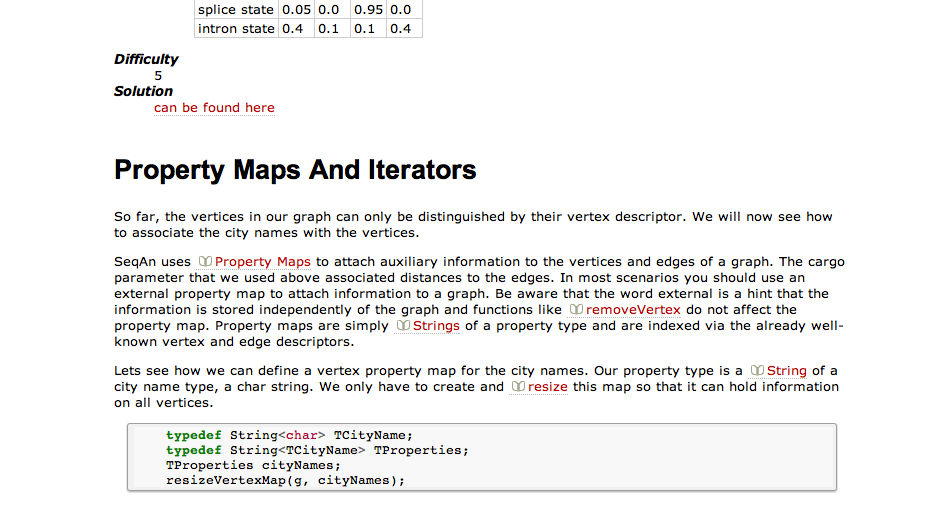 splice state 0.05 0.0 0.95 0.0
intron state 0.4 0.1 0.1 0.4
Difficulty
5
Solution
can be found here
Property Maps And Iterators
So far, the vertices in our graph can only be distinguished by their vertex descriptor. We will now see how
to associate the city names with the vertices.
SeqAn uses Property Maps to attach auxiliary information to the vertices and edges of a graph. The cargo
parameter that we used above associated distances to the edges. In most scenarios you should use an
external property map to attach information to a graph. Be aware that the word external is a hint that the
information is stored independently of the graph and functions like removeVertex do not affect the
property map. Property maps are simply Strings of a property type and are indexed via the already well-
known vertex and edge descriptors.
Lets see how we can define a vertex property map for the city names. Our property type is a String of a
city name type, a char string. We only have to create and resize this map so that it can hold information
on all vertices.
typedef String<char> TCityName;
typedef String<TCityName> TProperties;
TProperties cityNames;
resizeVertexMap(g, cityNames);